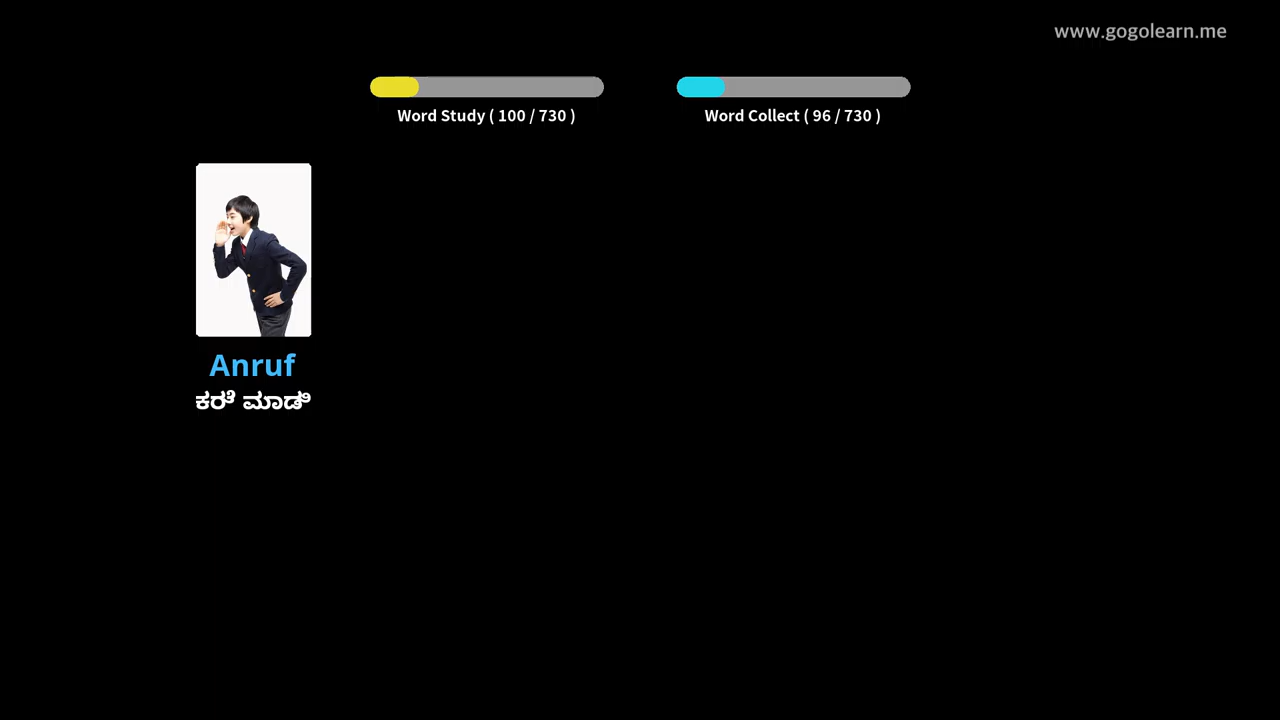 www.gogolearn.me
Word Study ( 100 / 730 )
Word Collect ( 96 / 730 )
Anruf
ಕರೆ ಮಾಡಿ